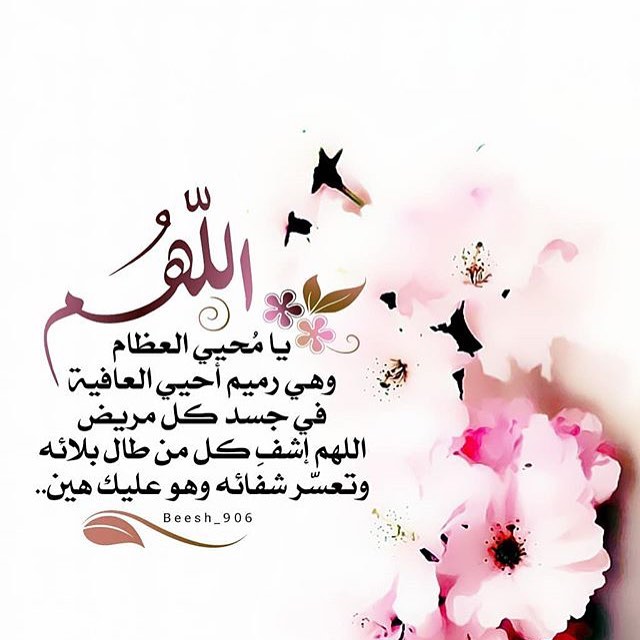 اللّهُم
يا مُحيي العظام
وهي رميم أحيي العافية
في جسد كل مريض
اللهم إشفِ كل من طال بلائه
وتعسّر شفائه وهو عليك هين..
Beesh_906